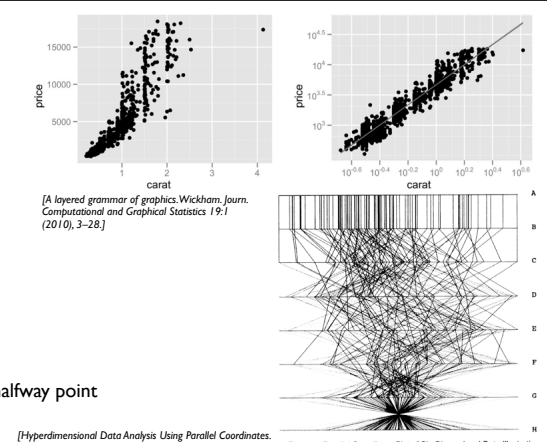 15000
10000
5000
price
1 2 3 4
carat
10^4.5
10^4
10^3.5
10^3
price
10^-0.6 10^-0.4 10^-0.2 10^0 10^0.2 10^0.4 10^0.6
carat
[A layered grammar of graphics.Wickham. Journ.
Computational and Graphical Statistics 19:1
(2010), 3–28.]
A
B
C
D
E
F
G
H
alfway point
[Hyperdimensional Data Analysis Using Parallel Coordinates.